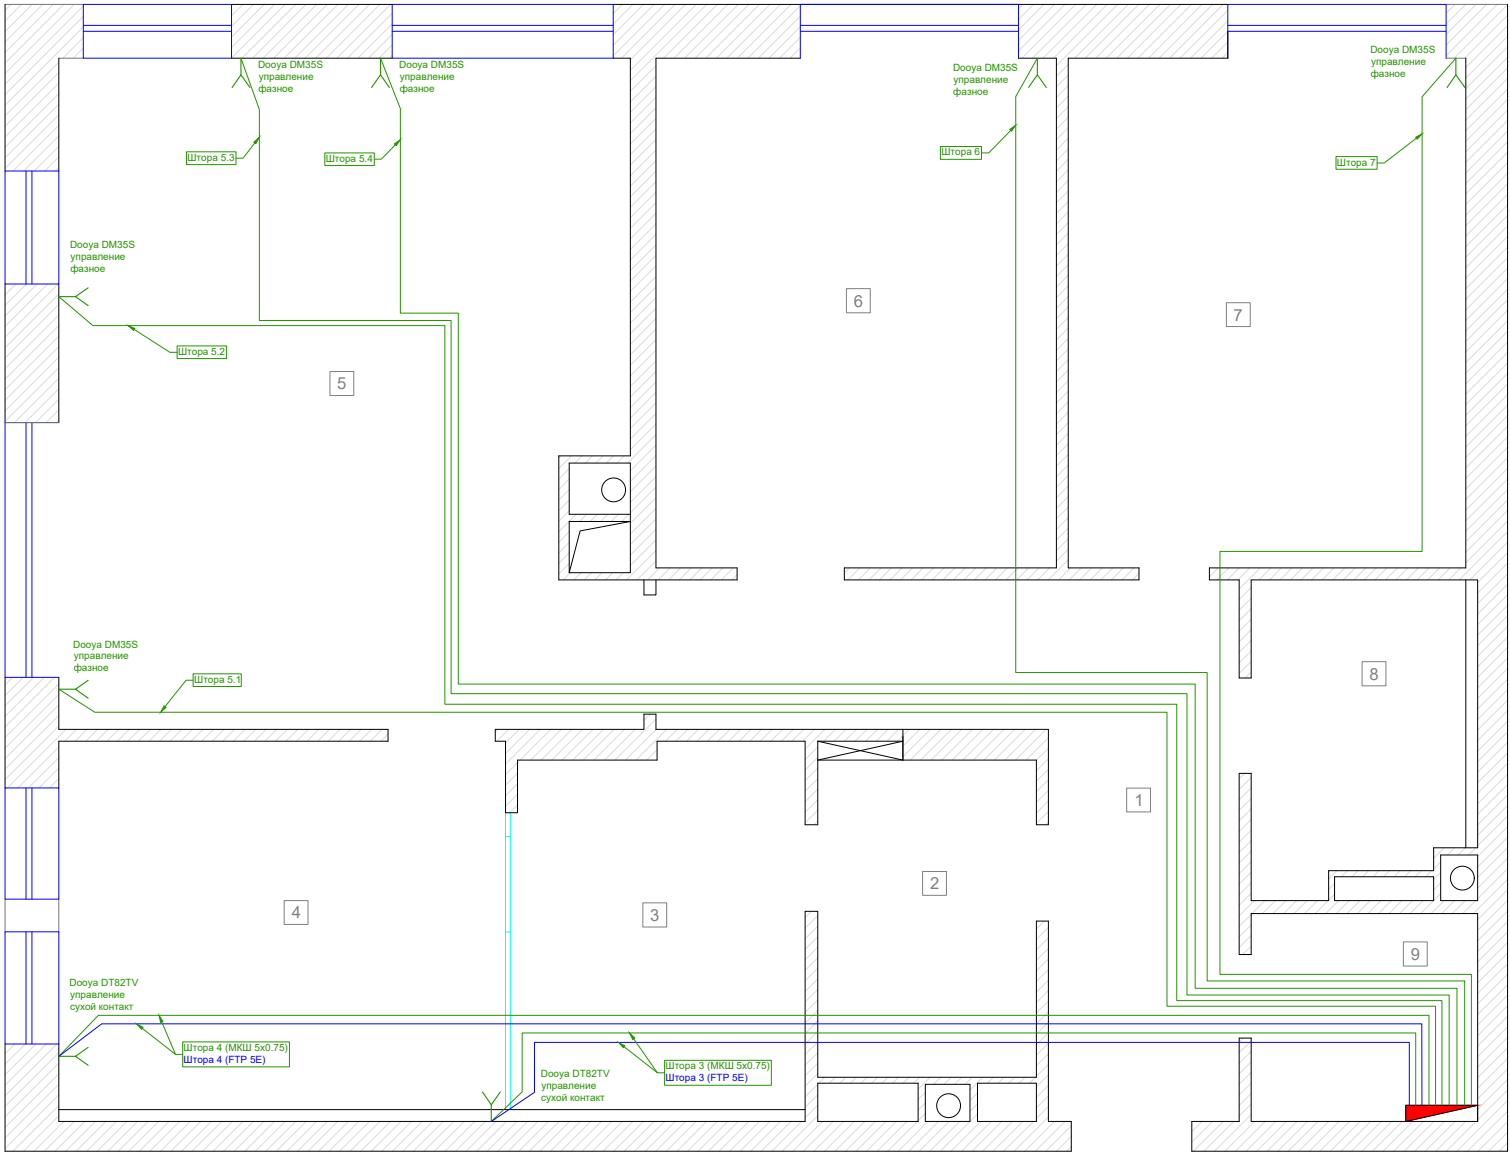 Dooya DM35S
управление
фазное
Dooya DM35S
управление
фазное
Dooya DM35S
управление
фазное
Dooya DM35S
управление
фазное
Штора 5.3
Штора 5.4
Штора 6
Штора 7
Dooya DM35S
управление
фазное
6
7
Штора 5.2
5
Dooya DM35S
управление
фазное
Штора 5.1
8
1
2
4
3
9
Dooya DT82TV
управление
сухой контакт
Штора 4 (МКШ 5x0.75)
Штора 4 (FTP 5E)
Штора 3 (МКШ 5x0.75)
Штора 3 (FTP 5E)
Dooya DT82TV
управление
сухой контакт